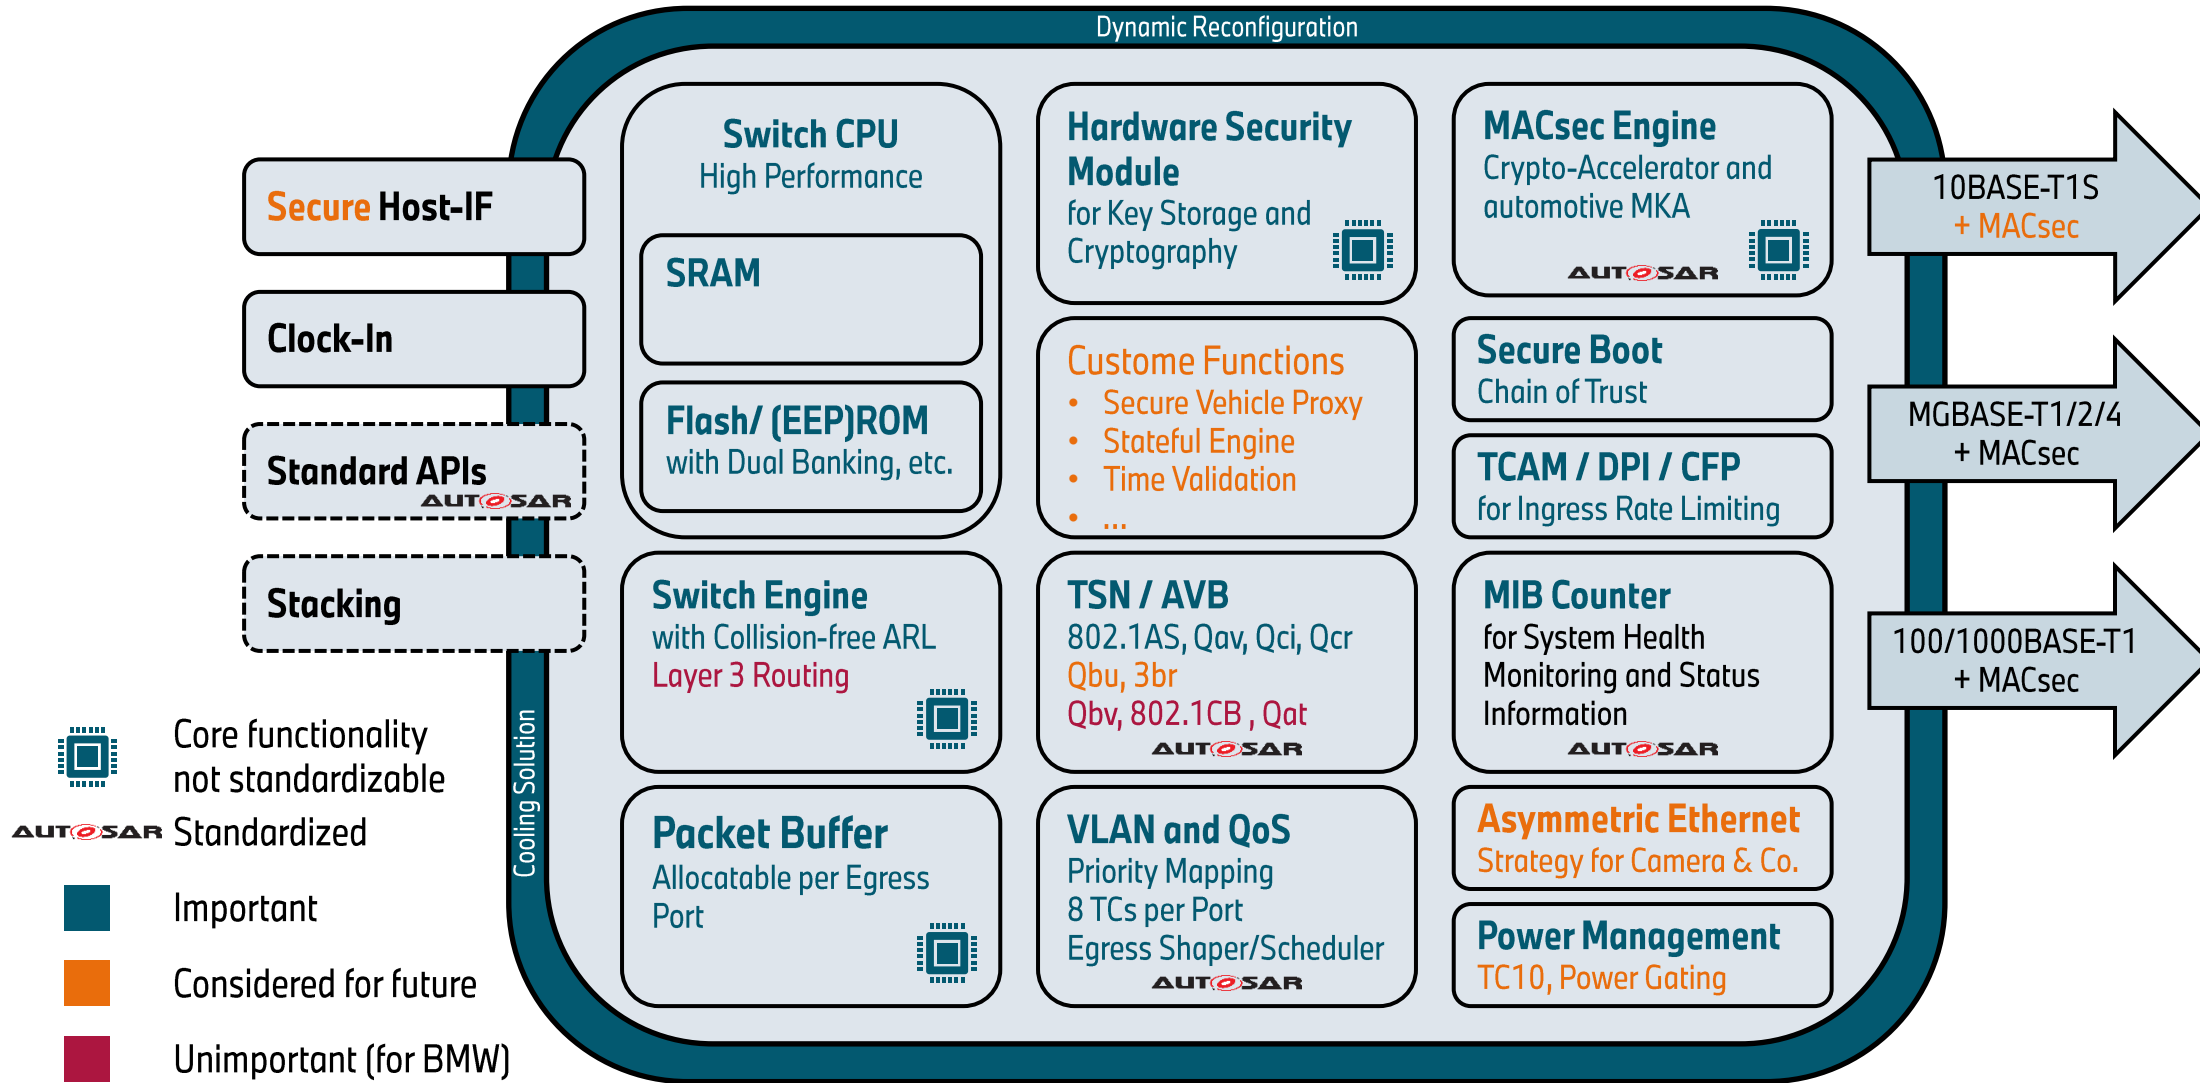 Dynamic Reconfiguration
Secure Host-IF
Clock-In
Standard APIs
AUTOSAR
Stacking
Cooling Solution
Switch CPU
High Performance
SRAM
Flash/ (EEP)ROM
with Dual Banking, etc.
Hardware Security
Module
for Key Storage and
Cryptography
MACsec Engine
Crypto-Accelerator and
automotive MKA
AUTOSAR
Custome Functions
• Secure Vehicle Proxy
• Stateful Engine
• Time Validation
• ...
Secure Boot
Chain of Trust
TCAM / DPI / CFP
for Ingress Rate Limiting
Switch Engine
with Collision-free ARL
Layer 3 Routing
TSN / AVB
802.1AS, Qav, Qci, Qcr
Qbu, 3br
Qbv, 802.1CB , Qat
AUTOSAR
MIB Counter
for System Health
Monitoring and Status
Information
AUTOSAR
Packet Buffer
Allocatable per Egress
Port
VLAN and QoS
Priority Mapping
8 TCs per Port
Egress Shaper/Scheduler
AUTOSAR
Asymmetric Ethernet
Strategy for Camera & Co.
Power Management
TC10, Power Gating
10BASE-T1S
+ MACsec
MGBASE-T1/2/4
+ MACsec
100/1000BASE-T1
+ MACsec
Core functionality
not standardizable
AUTOSAR Standardized
Important
Considered for future
Unimportant (for BMW)